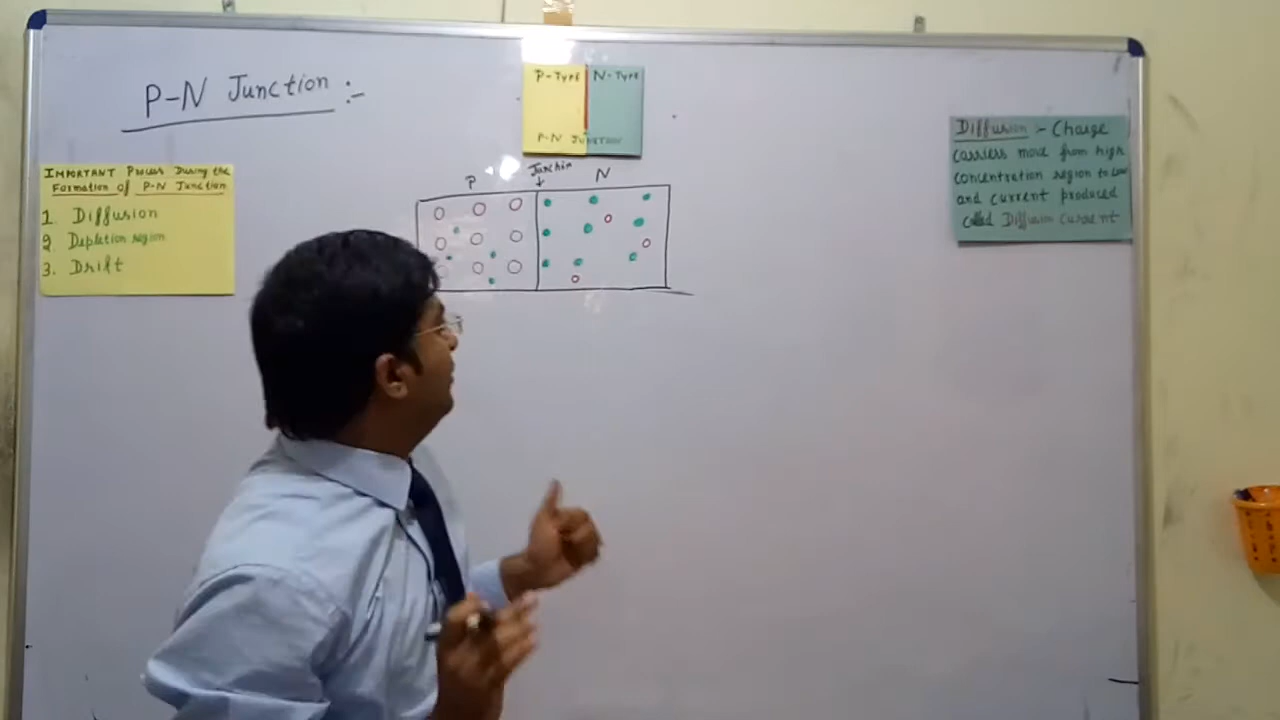 P-N Junction :-
P-TYPE N-TYPE
P-N JUNCTION
IMPORTANT Process During the
Formation of P-N Junction
1. Diffusion
2. Depletion region
3. Drift
P
N
Diffusion :- Charge
carriers move from high
concentration region to low
and current produced
called Diffusion current